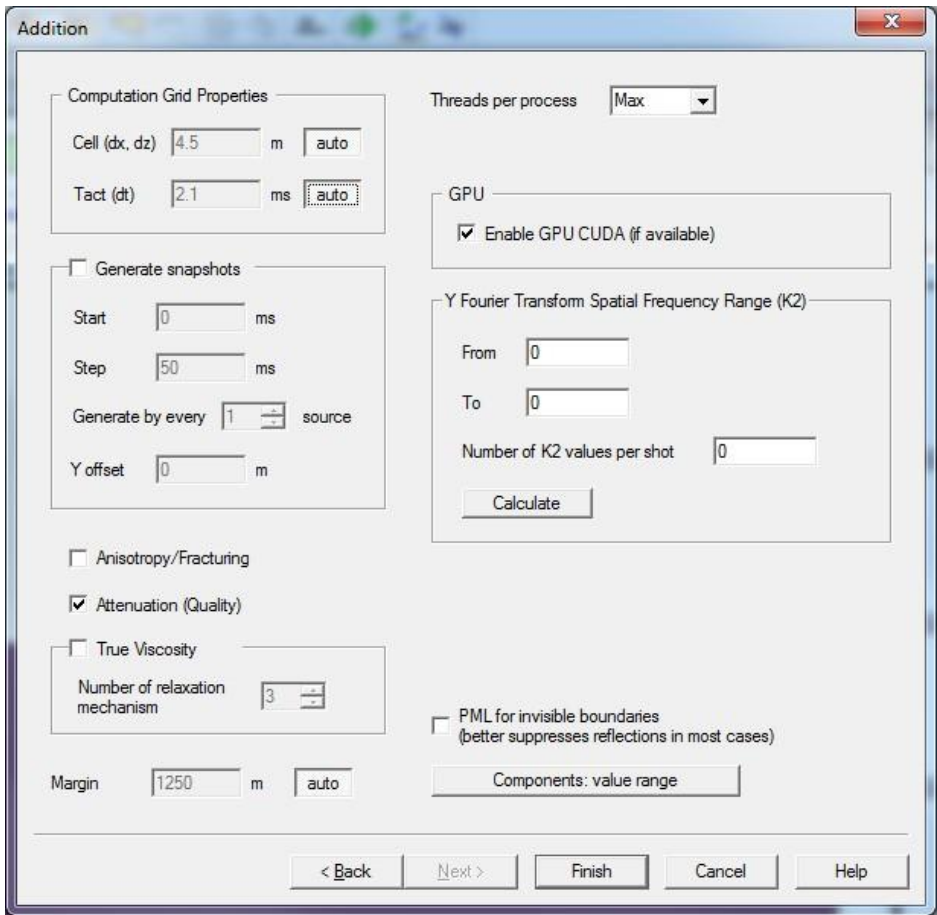 Addition
Computation Grid Properties
Cell (dx, dz) 4.5 m auto
Tact (dt) 2.1 ms auto
Generate snapshots
Start 0 ms
Step 50 ms
Generate by every 1 source
Y offset 0 m
Anisotropy/Fracturing
Attenuation (Quality)
True Viscosity
Number of relaxation
mechanism 3
Margin 1250 m auto
Threads per process Max
GPU
Enable GPU CUDA (if available)
Y Fourier Transform Spatial Frequency Range (K2)
From 0
To 0
Number of K2 values per shot 0
Calculate
PML for invisible boundaries
(better suppresses reflections in most cases)
Components: value range
< Back Next > Finish Cancel Help